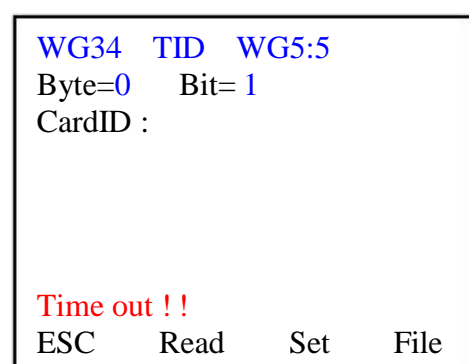 WG34 TID WG5:5
Byte=0 Bit= 1
CardID :
Time out ! !
ESC Read Set File